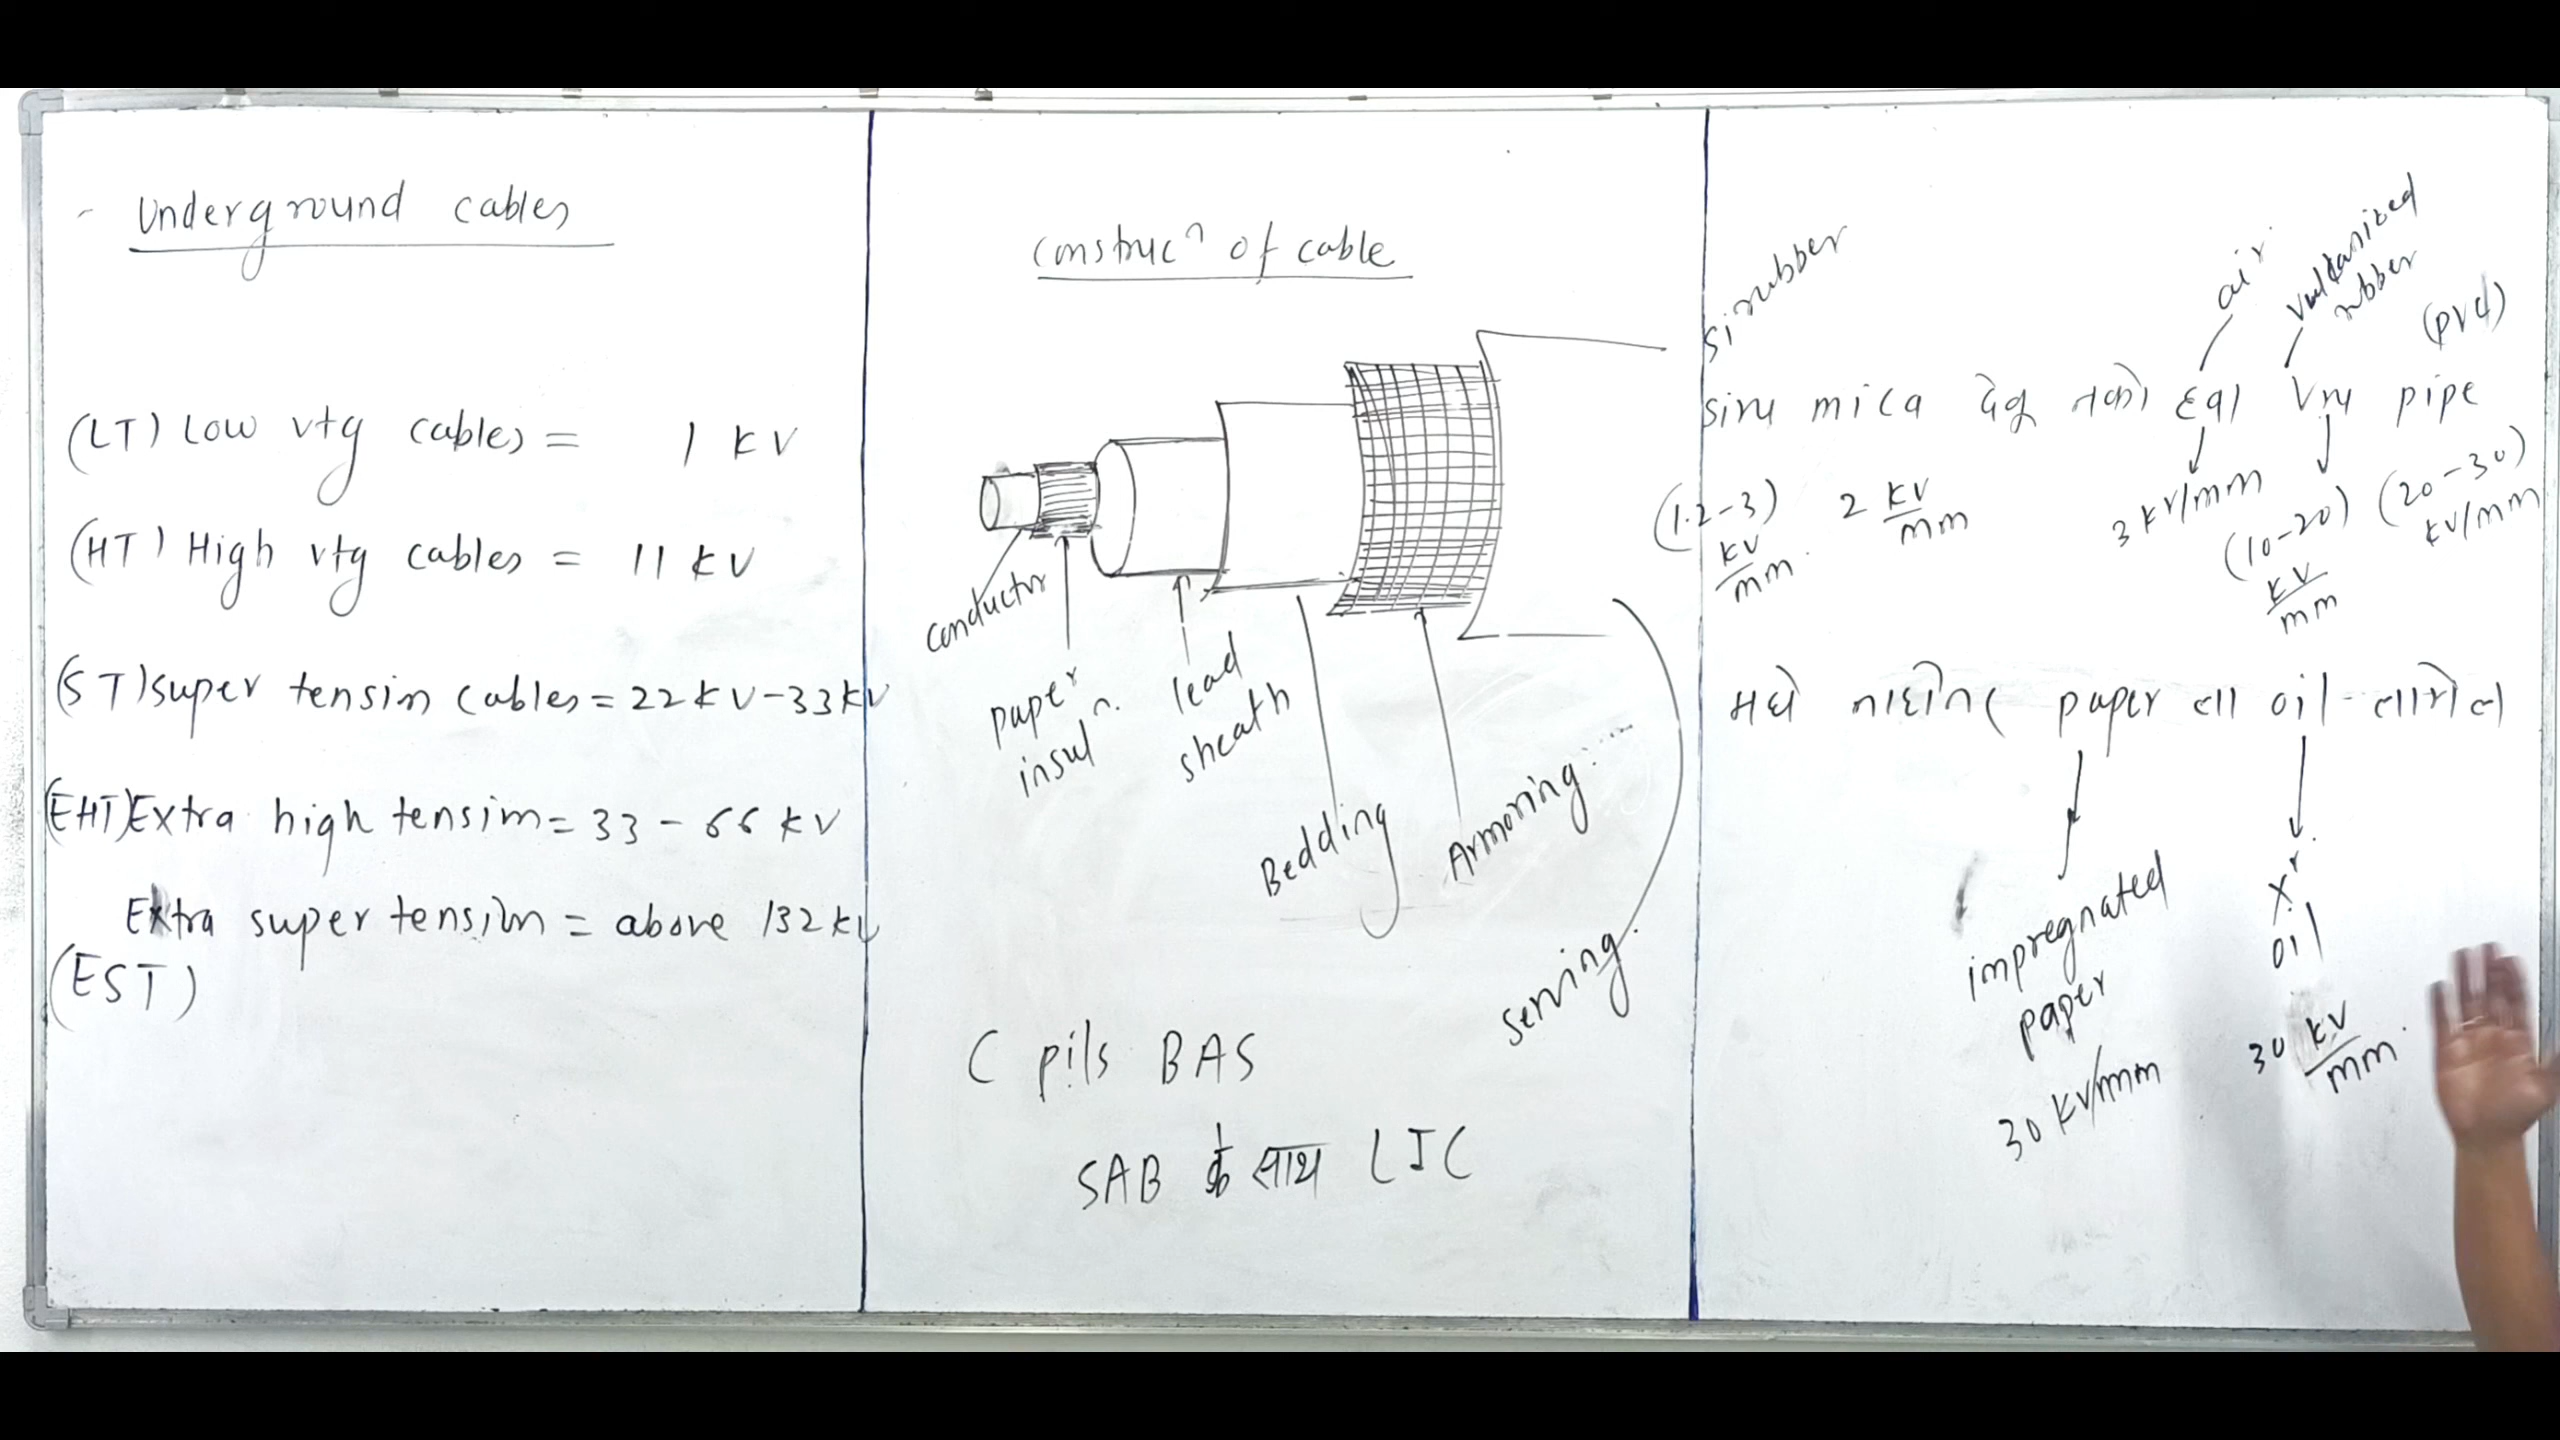 Underground cables
(LT) Low vtg cables = 1 kV
(HT) High vtg cables = 11 kV
(ST) super tension cables = 22 kV - 33 kV
(EHT) Extra high tension = 33 - 66 kV
Extra super tension = above 132 kV
(EST)
construcn of cable
conductor
paper insuln.
lead sheath
Bedding
Armoring
serving.
C pils BAS
SAB के साथ LIC
si rubber
air
vulcanized rubber
(PVC)
mica
pipe
(1.2-3) kV/mm
2 kV/mm
3 kV/mm
(10-20) kV/mm
(20-30) kV/mm
paper
oil
impregnated paper
30 kV/mm
Xr oil
30 kV/mm